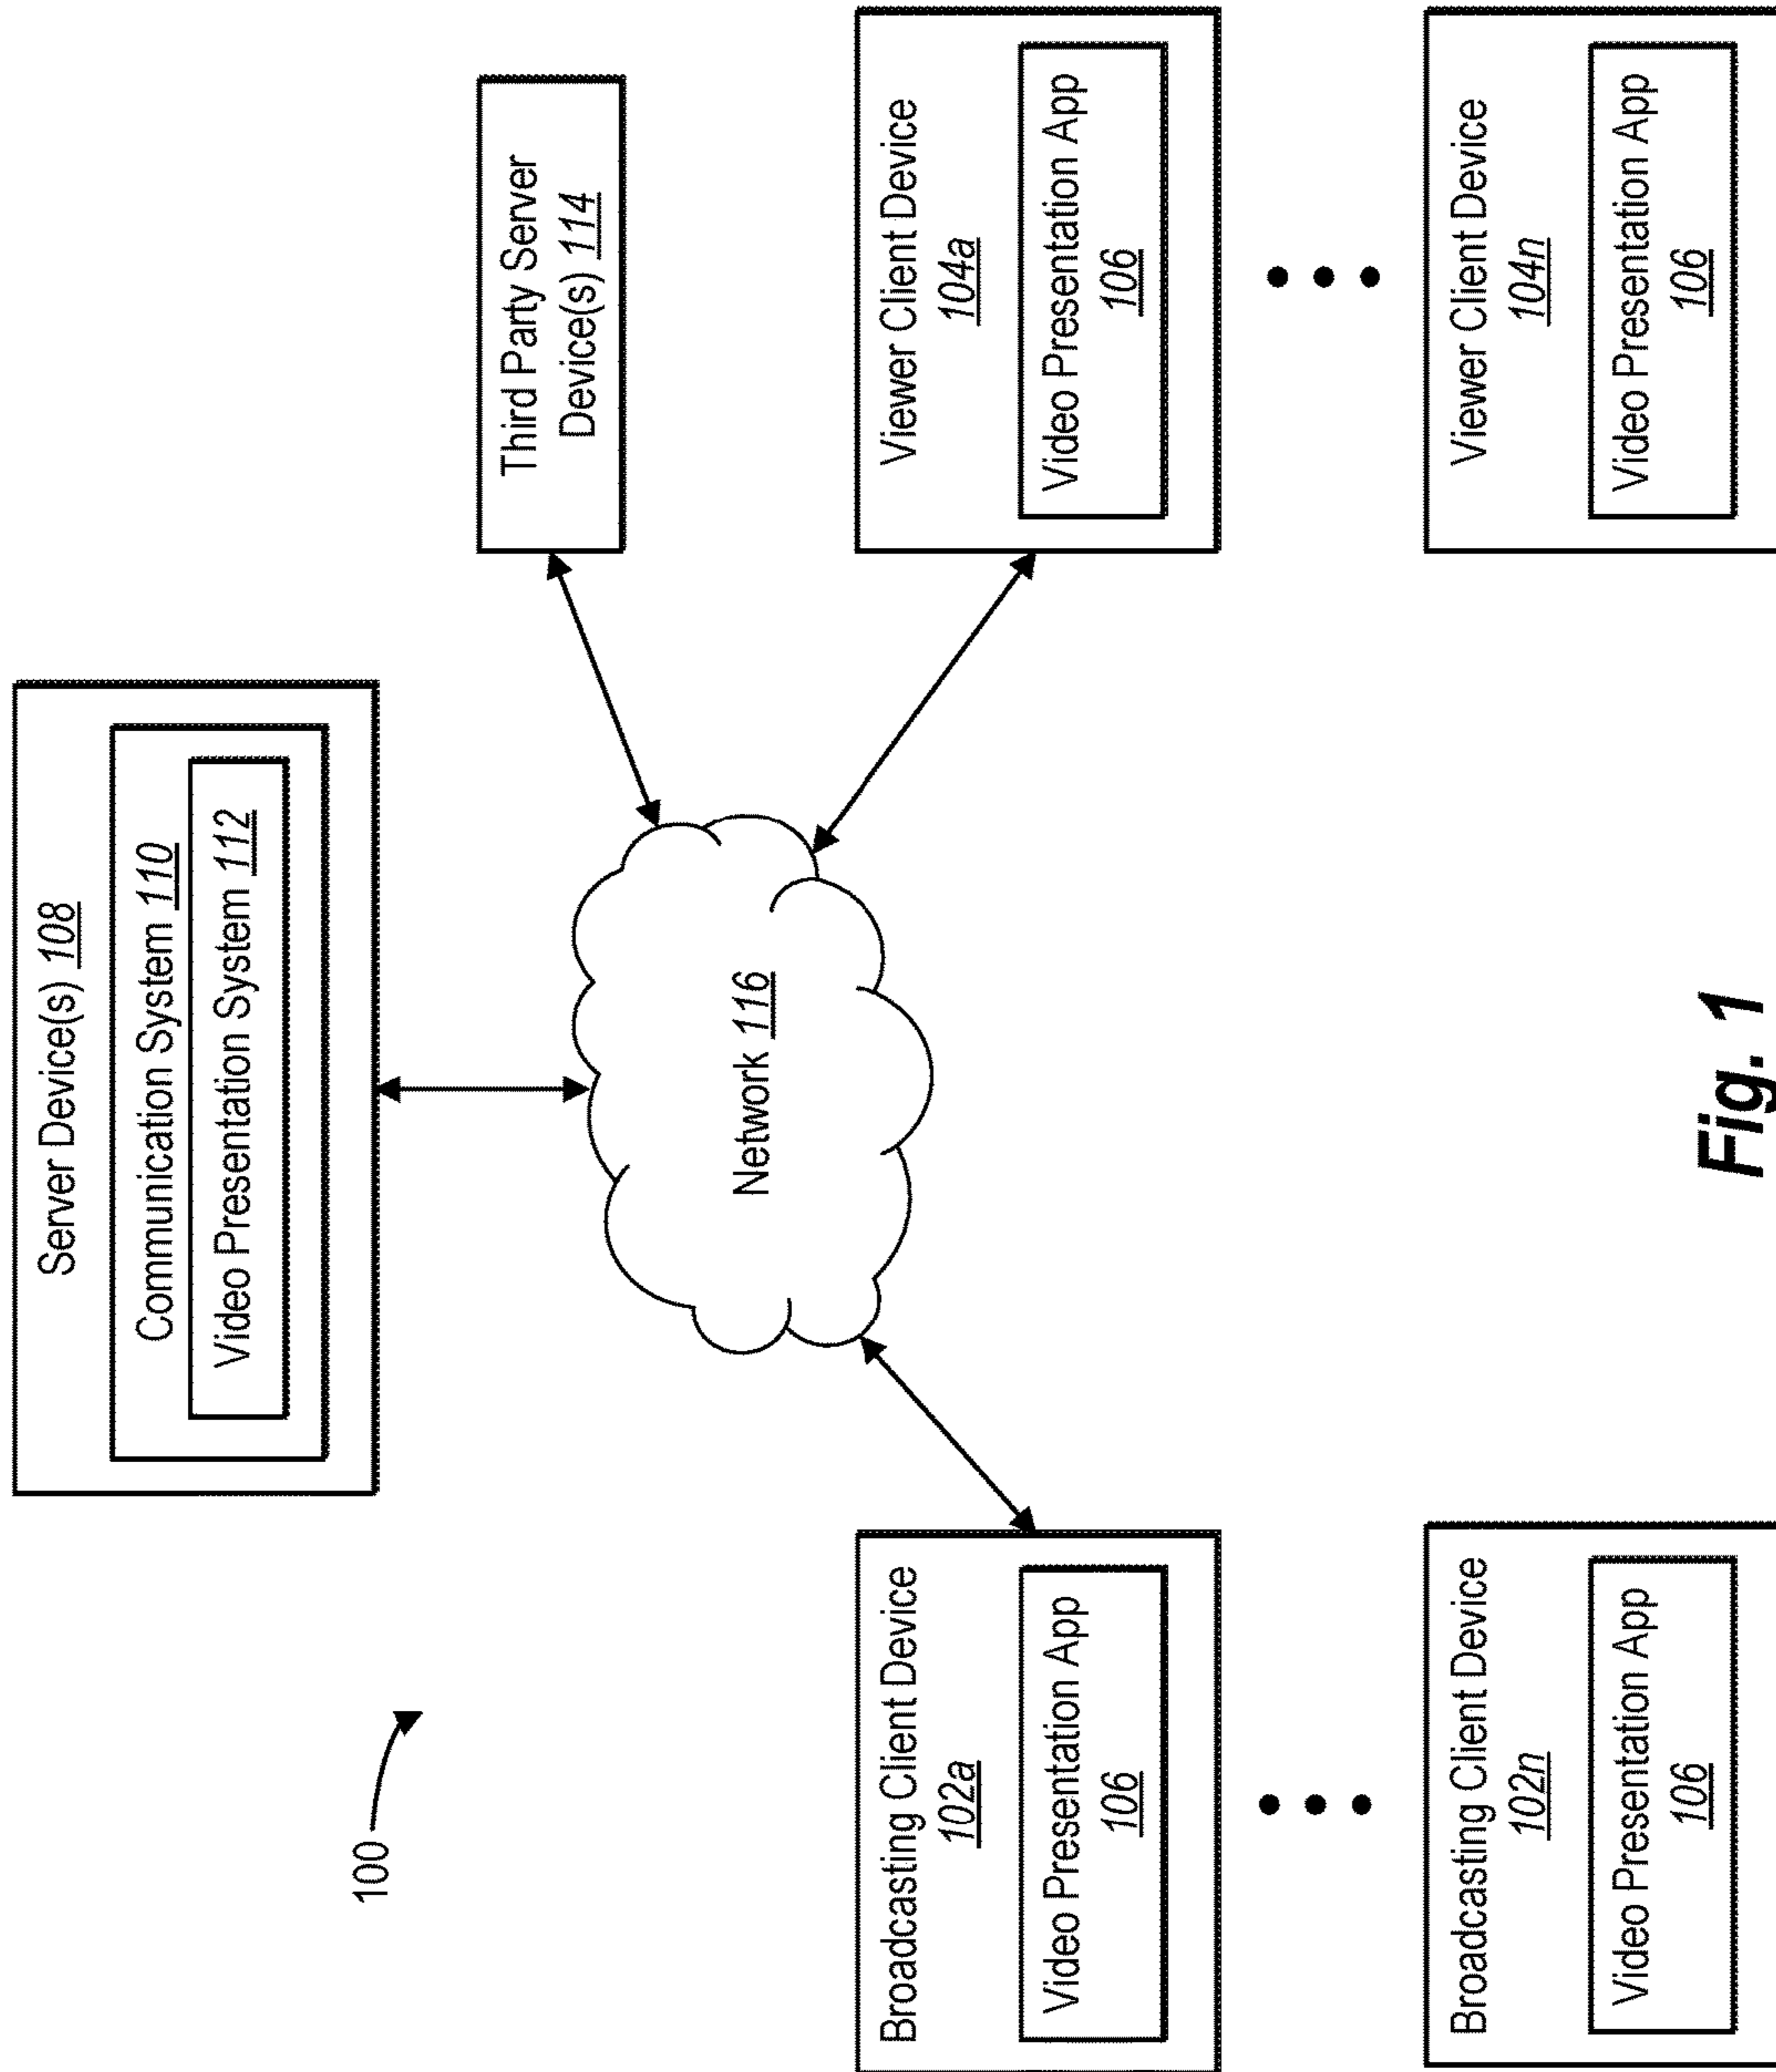 100
Server Device(s) 108
Communication System 110
Video Presentation System 112
Third Party Server
Device(s) 114
Network 116
Broadcasting Client Device
102a
Video Presentation App
106
Viewer Client Device
104a
Video Presentation App
106
Broadcasting Client Device
102n
Video Presentation App
106
Viewer Client Device
104n
Video Presentation App
106
Fig. 1